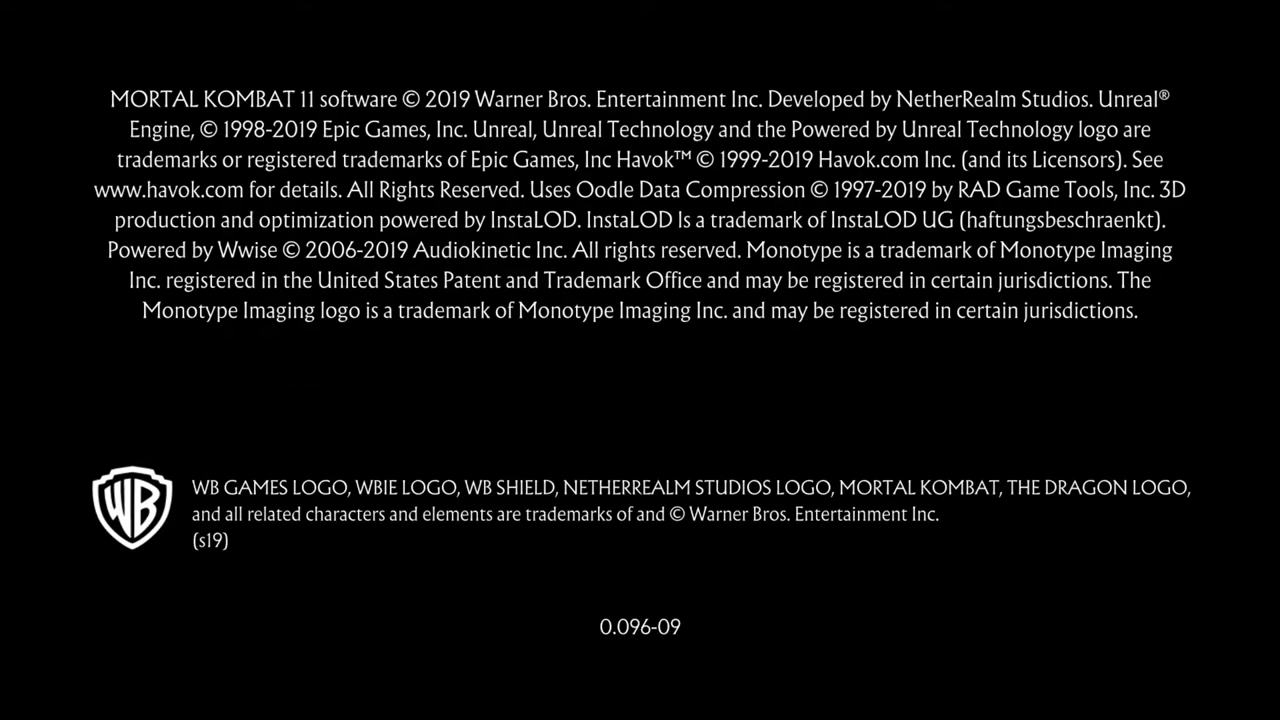 MORTAL KOMBAT 11 software © 2019 Warner Bros. Entertainment Inc. Developed by NetherRealm Studios. Unreal®
Engine, © 1998-2019 Epic Games, Inc. Unreal, Unreal Technology and the Powered by Unreal Technology logo are
trademarks or registered trademarks of Epic Games, Inc Havok™ © 1999-2019 Havok.com Inc. (and its Licensors). See
www.havok.com for details. All Rights Reserved. Uses Oodle Data Compression © 1997-2019 by RAD Game Tools, Inc. 3D
production and optimization powered by InstaLOD. InstaLOD Is a trademark of InstaLOD UG (haftungsbeschraenkt).
Powered by Wwise © 2006-2019 Audiokinetic Inc. All rights reserved. Monotype is a trademark of Monotype Imaging
Inc. registered in the United States Patent and Trademark Office and may be registered in certain jurisdictions. The
Monotype Imaging logo is a trademark of Monotype Imaging Inc. and may be registered in certain jurisdictions.
WB
WB GAMES LOGO, WBIE LOGO, WB SHIELD, NETHERREALM STUDIOS LOGO, MORTAL KOMBAT, THE DRAGON LOGO,
and all related characters and elements are trademarks of and © Warner Bros. Entertainment Inc.
(s19)
0.096-09